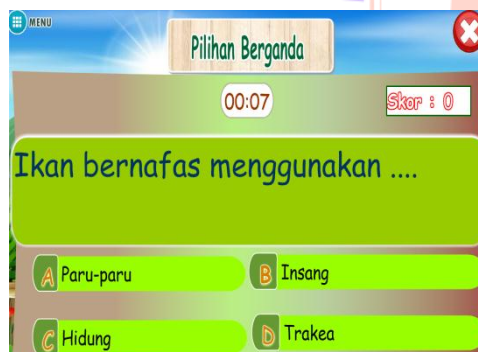 MENU
Pilihan Berganda
00:07
Skor : 0
Ikan bernafas menggunakan ....
A Paru-paru
B Insang
C Hidung
D Trakea